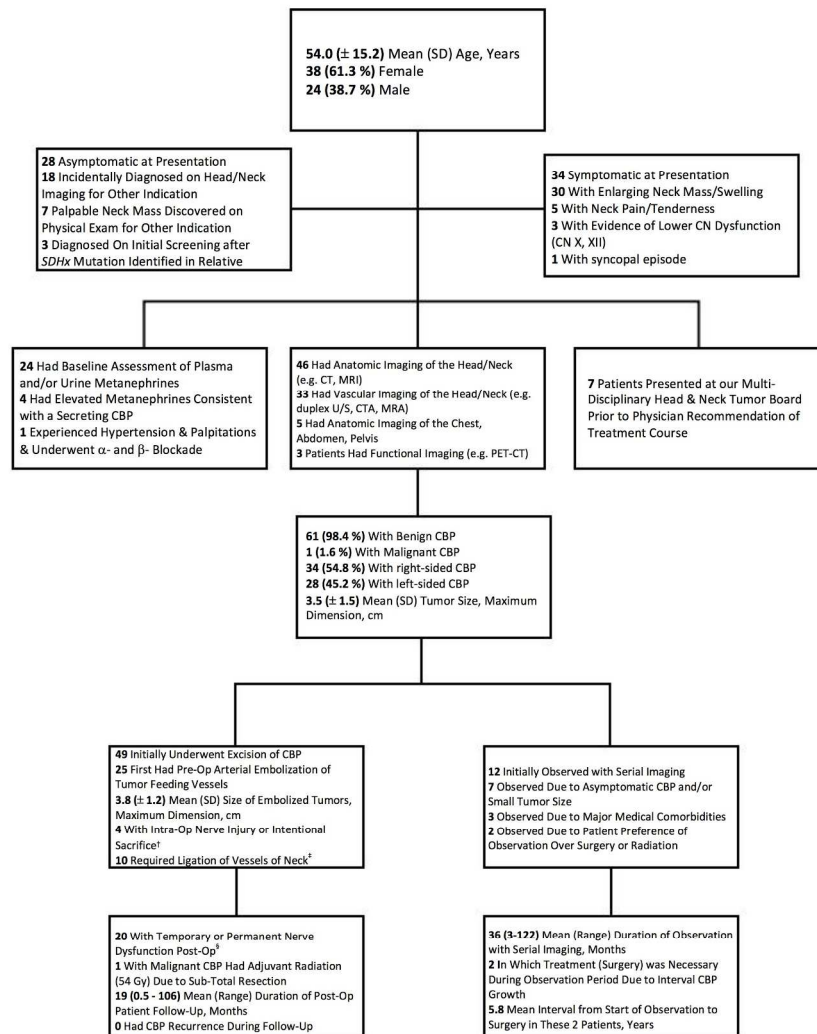 54.0 (± 15.2) Mean (SD) Age, Years
38 (61.3 %) Female
24 (38.7 %) Male
28 Asymptomatic at Presentation
18 Incidentally Diagnosed on Head/Neck
Imaging for Other Indication
7 Palpable Neck Mass Discovered on
Physical Exam for Other Indication
3 Diagnosed On Initial Screening after
SDHx Mutation Identified in Relative
34 Symptomatic at Presentation
30 With Enlarging Neck Mass/Swelling
5 With Neck Pain/Tenderness
3 With Evidence of Lower CN Dysfunction
(CN X, XII)
1 With syncopal episode
24 Had Baseline Assessment of Plasma
and/or Urine Metanephrines
4 Had Elevated Metanephrines Consistent
with a Secreting CBP
1 Experienced Hypertension & Palpitations
& Underwent α- and β- Blockade
46 Had Anatomic Imaging of the Head/Neck
(e.g. CT, MRI)
33 Had Vascular Imaging of the Head/Neck (e.g.
duplex U/S, CTA, MRA)
5 Had Anatomic Imaging of the Chest,
Abdomen, Pelvis
3 Patients Had Functional Imaging (e.g. PET-CT)
7 Patients Presented at our Multi-
Disciplinary Head & Neck Tumor Board
Prior to Physician Recommendation of
Treatment Course
61 (98.4 %) With Benign CBP
1 (1.6 %) With Malignant CBP
34 (54.8 %) With right-sided CBP
28 (45.2 %) With left-sided CBP
3.5 (± 1.5) Mean (SD) Tumor Size, Maximum
Dimension, cm
49 Initially Underwent Excision of CBP
25 First Had Pre-Op Arterial Embolization of
Tumor Feeding Vessels
3.8 (± 1.2) Mean (SD) Size of Embolized Tumors,
Maximum Dimension, cm
4 With Intra-Op Nerve Injury or Intentional
Sacrifice†
10 Required Ligation of Vessels of Neck‡
12 Initially Observed with Serial Imaging
7 Observed Due to Asymptomatic CBP and/or
Small Tumor Size
3 Observed Due to Major Medical Comorbidities
2 Observed Due to Patient Preference of
Observation Over Surgery or Radiation
20 With Temporary or Permanent Nerve
Dysfunction Post-Op§
1 With Malignant CBP Had Adjuvant Radiation
(54 Gy) Due to Sub-Total Resection
19 (0.5 - 106) Mean (Range) Duration of Post-Op
Patient Follow-Up, Months
0 Had CBP Recurrence During Follow-Up
36 (3-122) Mean (Range) Duration of Observation
with Serial Imaging, Months
2 In Which Treatment (Surgery) was Necessary
During Observation Period Due to Interval CBP
Growth
5.8 Mean Interval from Start of Observation to
Surgery in These 2 Patients, Years